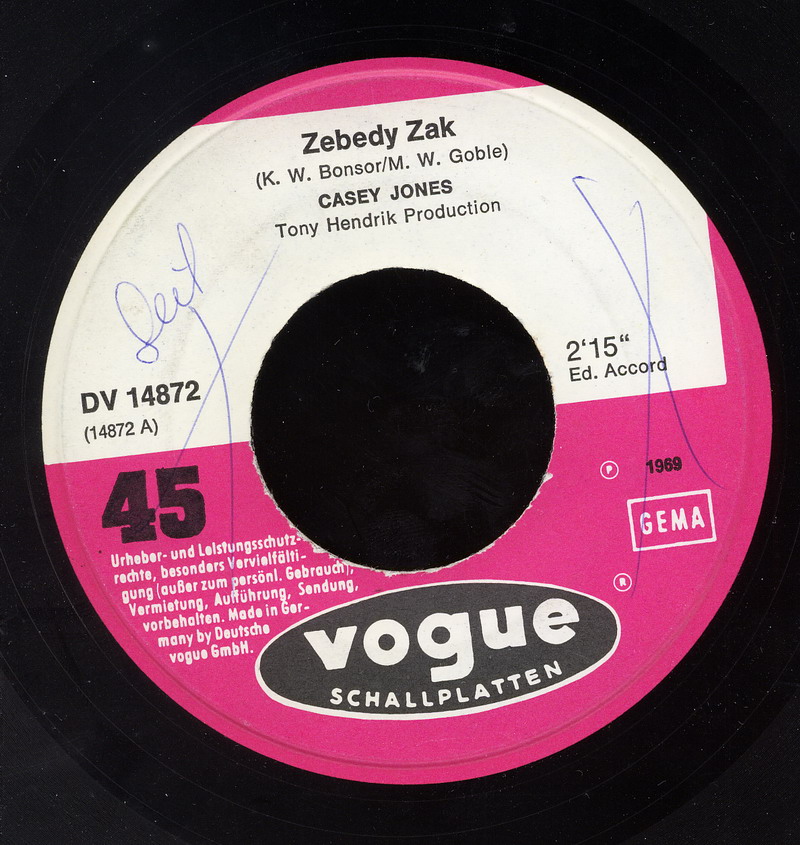 Zebedy Zak
(K. W. Bonsor/M. W. Goble)
CASEY JONES
Tony Hendrik Production
DV 14872
(14872 A)
2‘15“
Ed. Accord
45
Ⓟ 1969
GEMA
Urheber- und Leistungsschutz-
rechte, besonders Vervielfälti-
gung (außer zum persönl. Gebrauch),
Vermietung, Aufführung, Sendung,
vorbehalten. Made in Ger-
many by Deutsche
vogue GmbH.
®
vogue
SCHALLPLATTEN